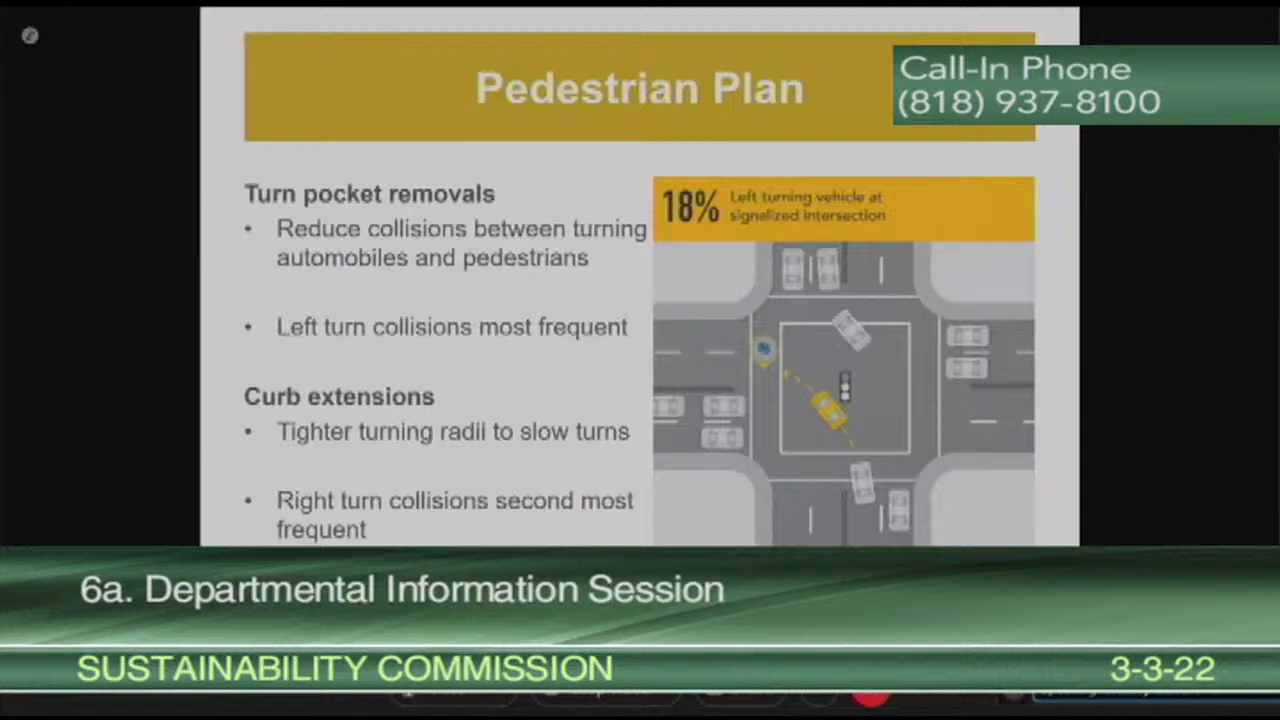 Pedestrian Plan
Call-In Phone
(818) 937-8100
Turn pocket removals
• Reduce collisions between turning
automobiles and pedestrians
• Left turn collisions most frequent
Curb extensions
• Tighter turning radii to slow turns
• Right turn collisions second most
frequent
18%
Left turning vehicle at
signalized intersection
6a. Departmental Information Session
SUSTAINABILITY COMMISSION
3-3-22